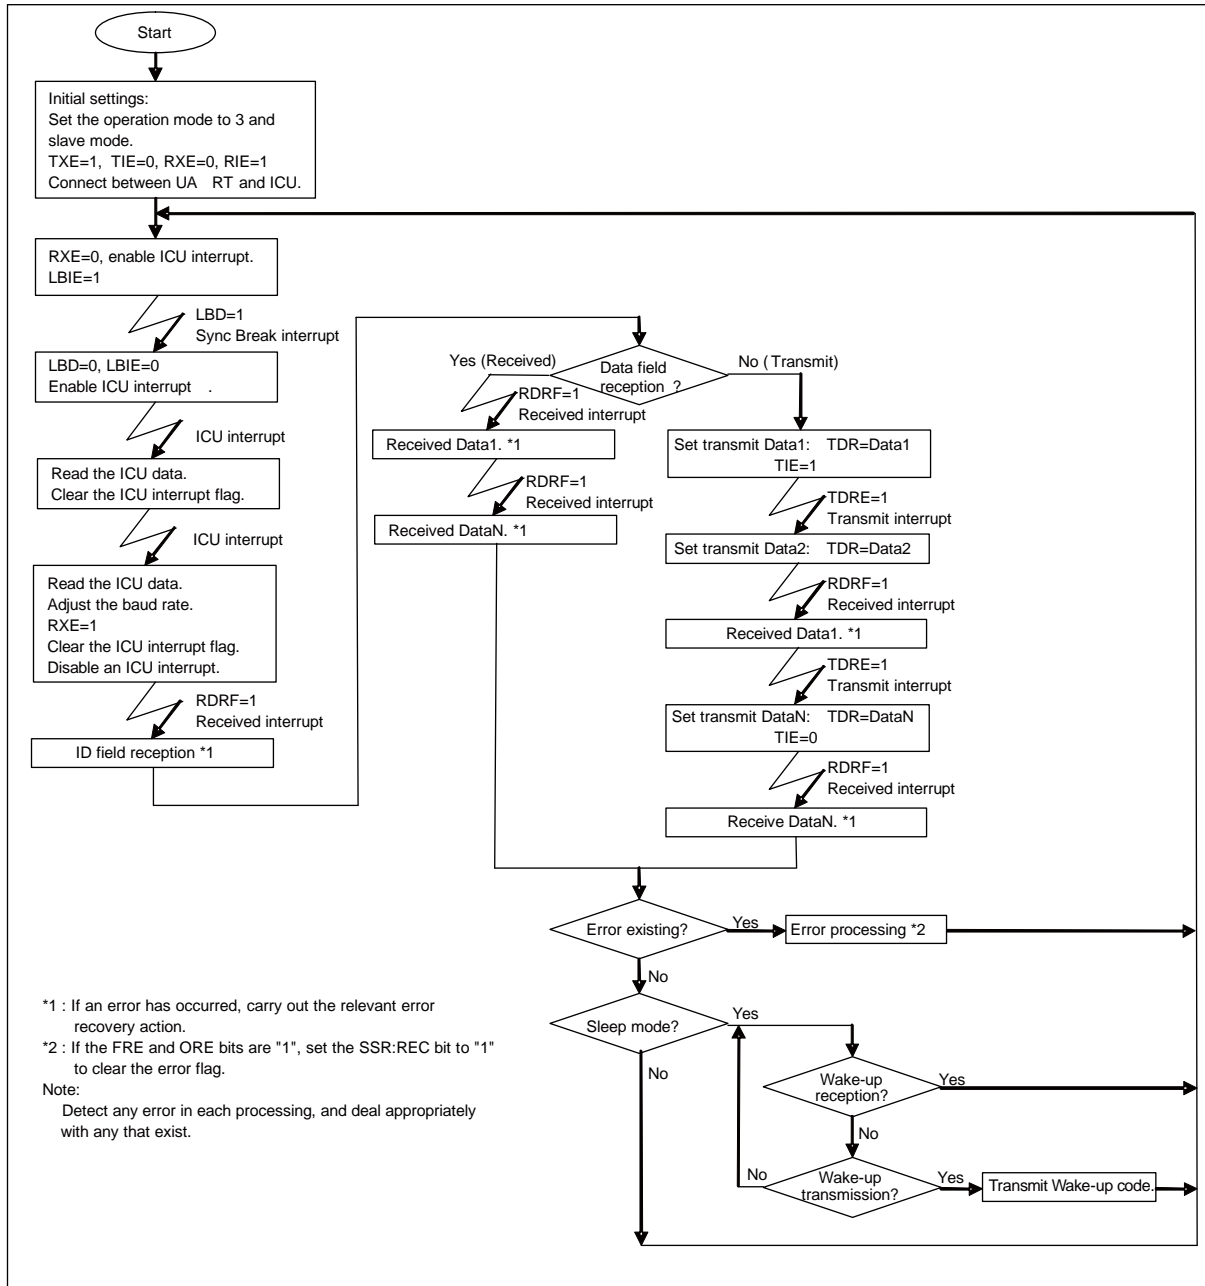 Start
Initial settings:
Set the operation mode to 3 and
slave mode.
TXE=1, TIE=0, RXE=0, RIE=1
Connect between UA RT and ICU.
RXE=0, enable ICU interrupt.
LBIE=1
LBD=1
Sync Break interrupt
LBD=0, LBIE=0
Enable ICU interrupt .
ICU interrupt
Read the ICU data.
Clear the ICU interrupt flag.
ICU interrupt
Read the ICU data.
Adjust the baud rate.
RXE=1
Clear the ICU interrupt flag.
Disable an ICU interrupt.
RDRF=1
Received interrupt
ID field reception *1
Data field
reception ?
Yes (Received)
RDRF=1
Received interrupt
Received Data1. *1
RDRF=1
Received interrupt
Received DataN. *1
No (Transmit)
Set transmit Data1: TDR=Data1
TIE=1
TDRE=1
Transmit interrupt
Set transmit Data2: TDR=Data2
RDRF=1
Received interrupt
Received Data1. *1
TDRE=1
Transmit interrupt
Set transmit DataN: TDR=DataN
TIE=0
RDRF=1
Received interrupt
Receive DataN. *1
Error existing?
Yes
Error processing *2
No
Sleep mode?
Yes
No
Wake-up
reception?
Yes
No
Wake-up
transmission?
No
Yes
Transmit Wake-up code.
*1 : If an error has occurred, carry out the relevant error
recovery action.
*2 : If the FRE and ORE bits are "1", set the SSR:REC bit to "1"
to clear the error flag.
Note:
Detect any error in each processing, and deal appropriately
with any that exist.